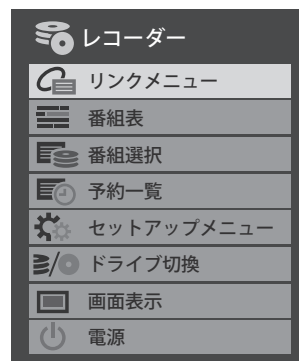 レコーダー
リンクメニュー
番組表
番組選択
予約一覧
セットアップメニュー
ドライブ切換
画面表示
電源